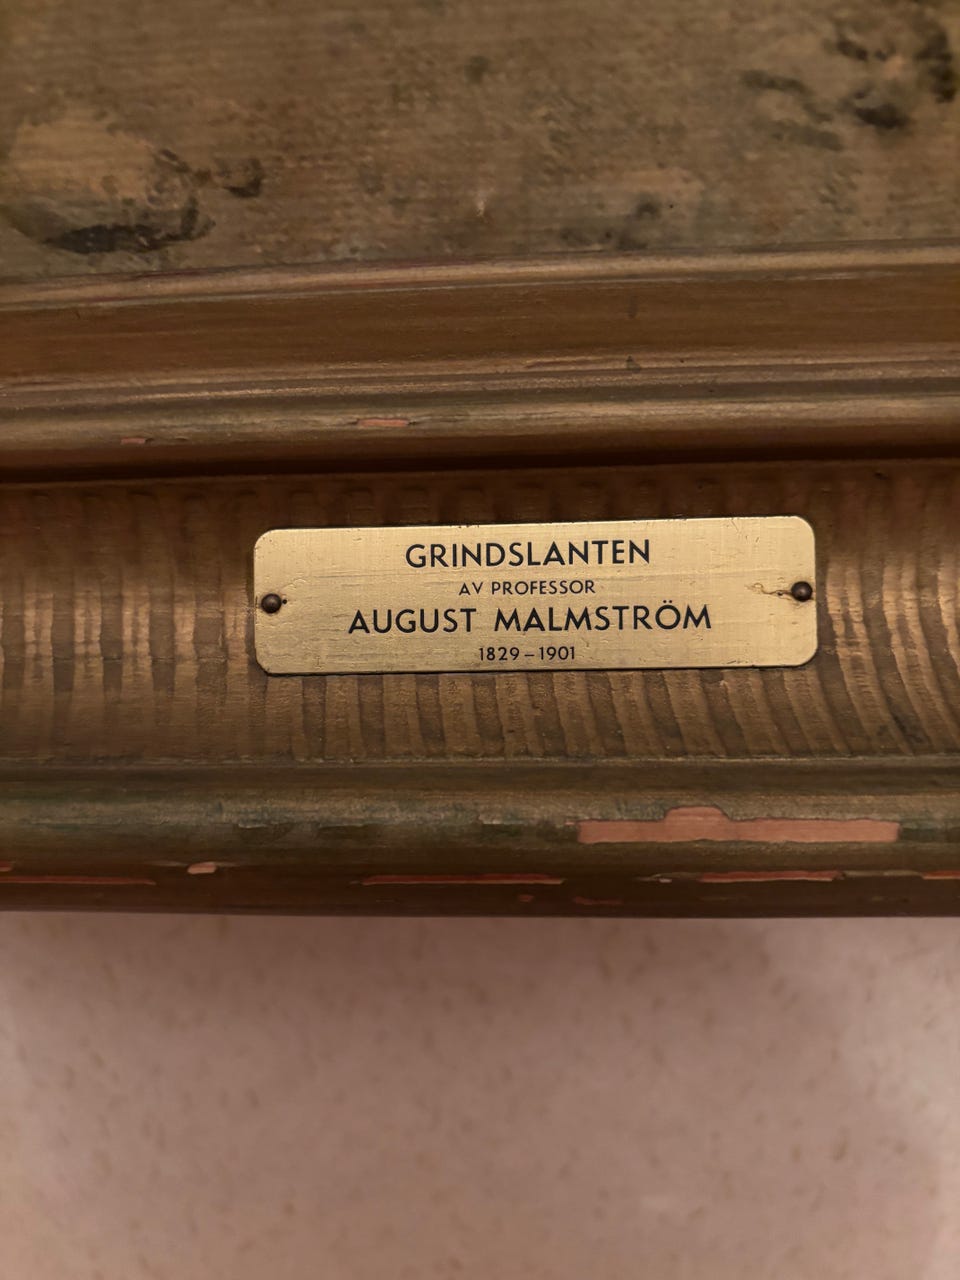 GRINDSLANTEN
AV PROFESSOR
AUGUST MALMSTRÖM
1829–1901